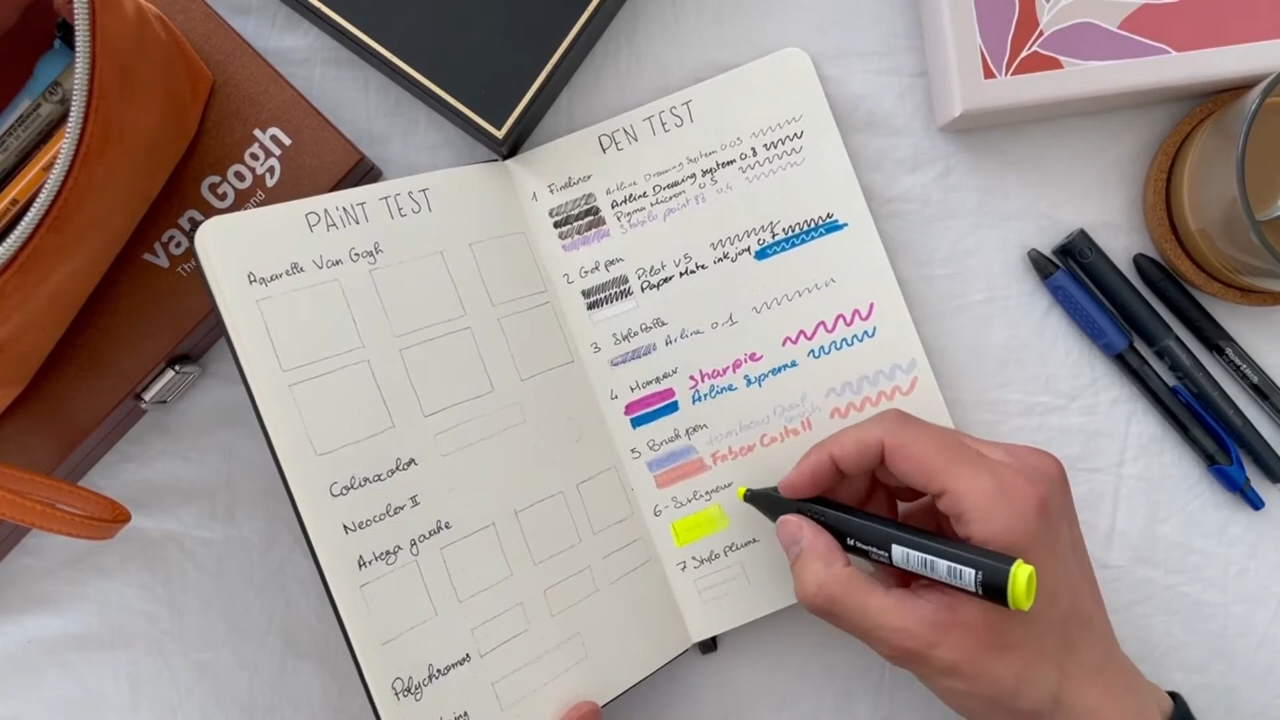 van Gogh
PAINT TEST
Aquarelle Van Gogh
Neocolor II
Artega gouache
Polychromos
PEN TEST
1 Fineliner
Artline Drawing System 0.05
Artline Drawing System 0.8
Pigma Micron 0.5
Stabilo point 88 0.4
2 Gel pen
Pilot V5
Paper Mate inkjoy 0.7
3 Stylo
Artline 0.1
4 Marqueur
Sharpie
Artline Supreme
5 Brush pen
Faber Castell
6 - Surligneur
7 Stylo plume